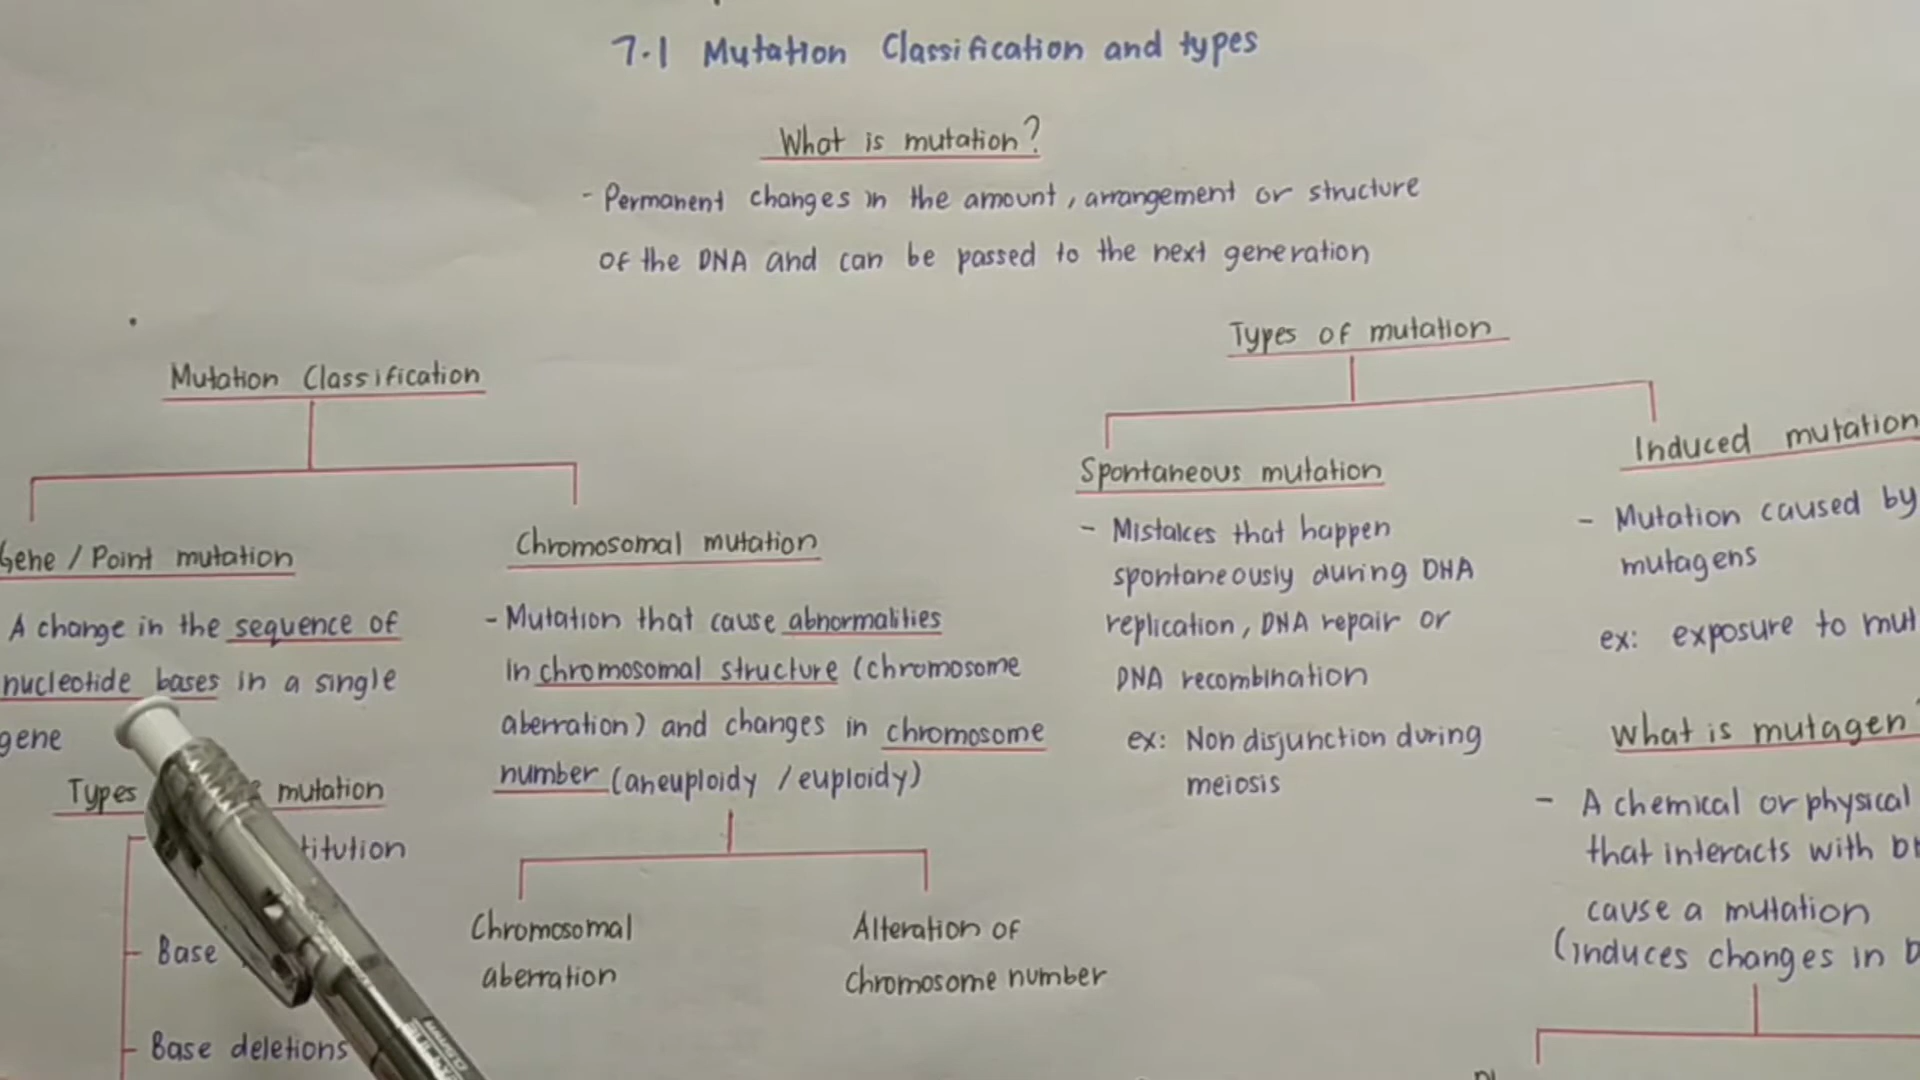 7.1 Mutation Classification and types
What is mutation?
- Permanent changes in the amount, arrangement or structure
of the DNA and can be passed to the next generation
Mutation Classification
Gene / Point mutation
A change in the sequence of
nucleotide bases in a single
gene
Types mutation
Base
Base deletions
Chromosomal mutation
- Mutation that cause abnormalities
in chromosomal structure (chromosome
aberration) and changes in chromosome
number (aneuploidy / euploidy)
Chromosomal
aberration
Alteration of
chromosome number
Types of mutation
Spontaneous mutation
- Mistakes that happen
spontaneously during DNA
replication, DNA repair or
DNA recombination
ex: Non disjunction during
meiosis
Induced mutation
- Mutation caused by
mutagens
ex: exposure to
What is mutagen?
- A chemical or physical
that interacts with
cause a mutation
(induces changes in